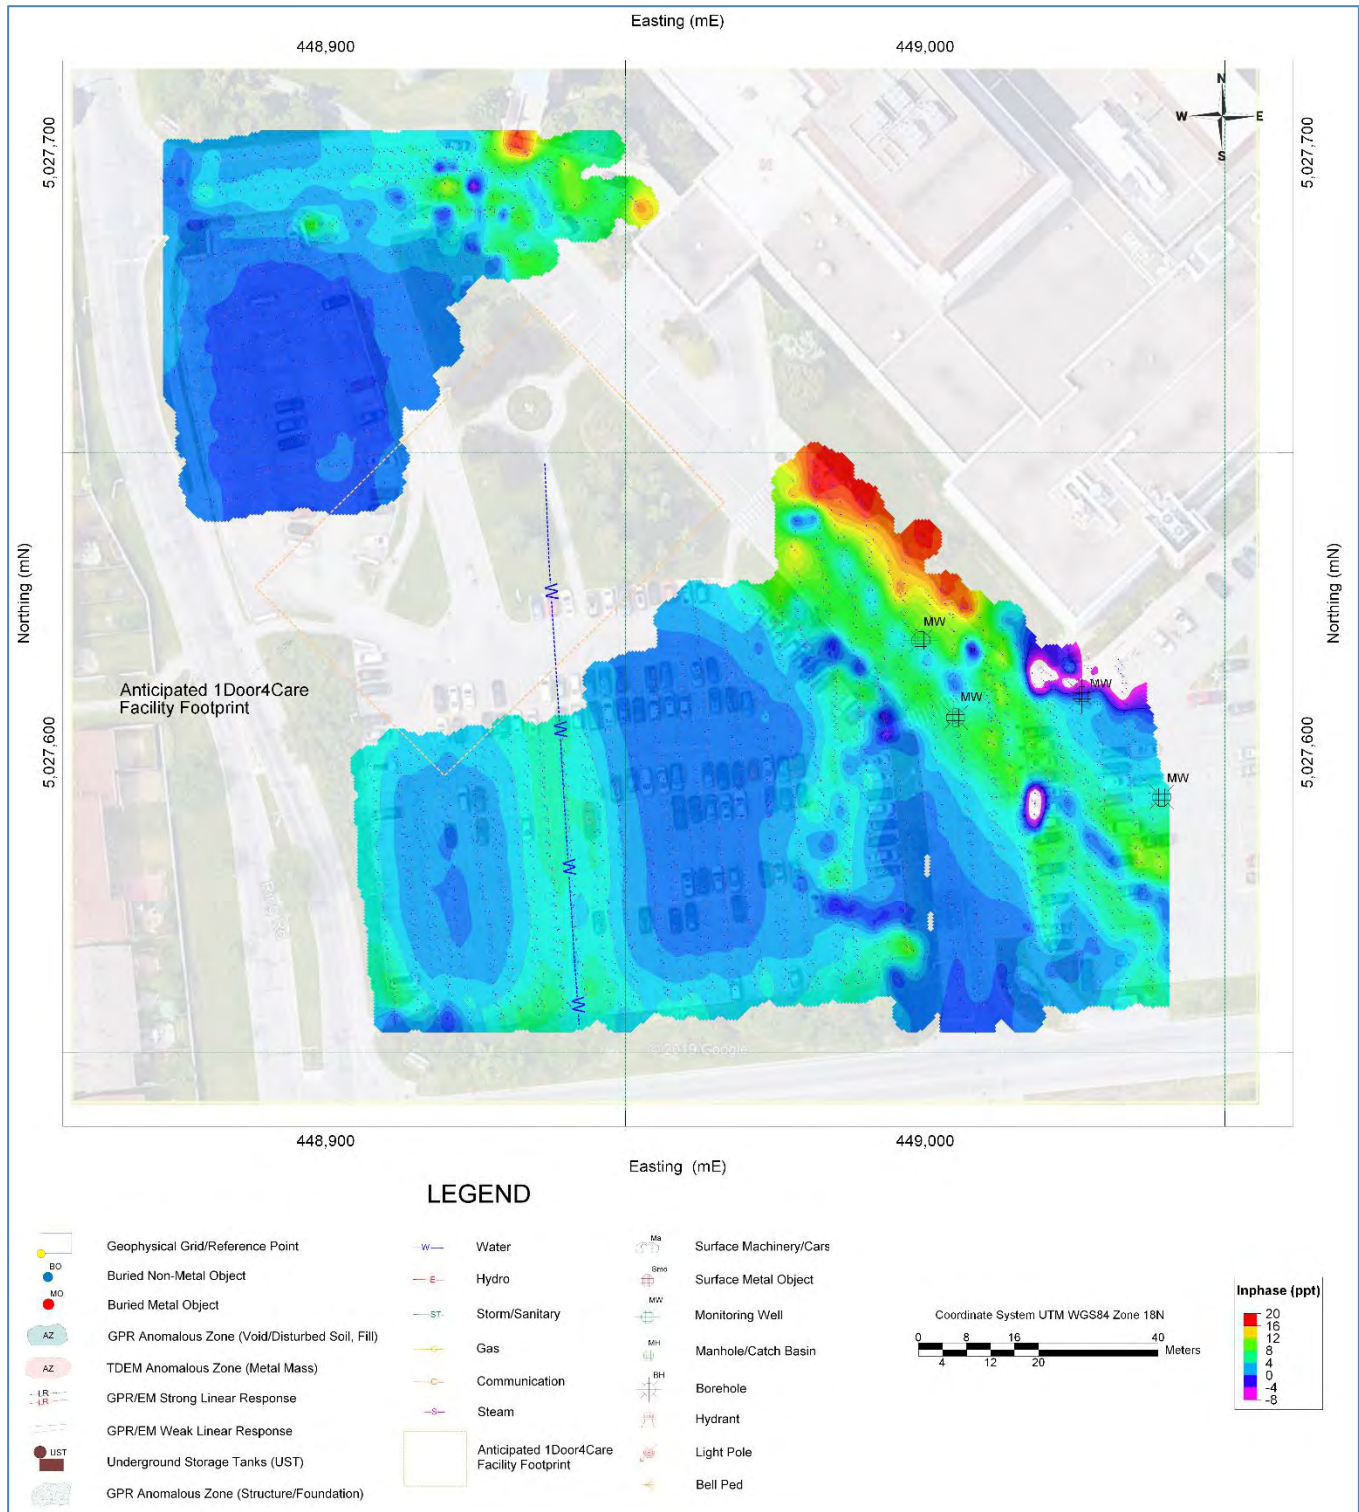 Easting (mE)
448,900
449,000
N
W
E
S
5,027,700
5,027,700
MW
MW
MW
MW
Northing (mN)
Northing (mN)
W
W
W
W
Anticipated 1Door4Care
Facility Footprint
5,027,600
5,027,600
© 2019 Google
448,900
449,000
Easting (mE)
LEGEND
Geophysical Grid/Reference Point
BO
Buried Non-Metal Object
MO
Buried Metal Object
AZ
GPR Anomalous Zone (Void/Disturbed Soil, Fill)
AZ
TDEM Anomalous Zone (Metal Mass)
LR
LR
GPR/EM Strong Linear Response
GPR/EM Weak Linear Response
UST
Underground Storage Tanks (UST)
GPR Anomalous Zone (Structure/Foundation)
W
Water
E
Hydro
ST
Storm/Sanitary
G
Gas
C
Communication
S
Steam
Anticipated 1Door4Care
Facility Footprint
Ma
Surface Machinery/Cars
Smo
Surface Metal Object
MW
Monitoring Well
MH
Manhole/Catch Basin
BH
Borehole
Hydrant
Light Pole
Bell Ped
Coordinate System UTM WGS84 Zone 18N
0 8 16 40
Meters
4 12 20
Inphase (ppt)
20
16
12
8
4
0
-4
-8